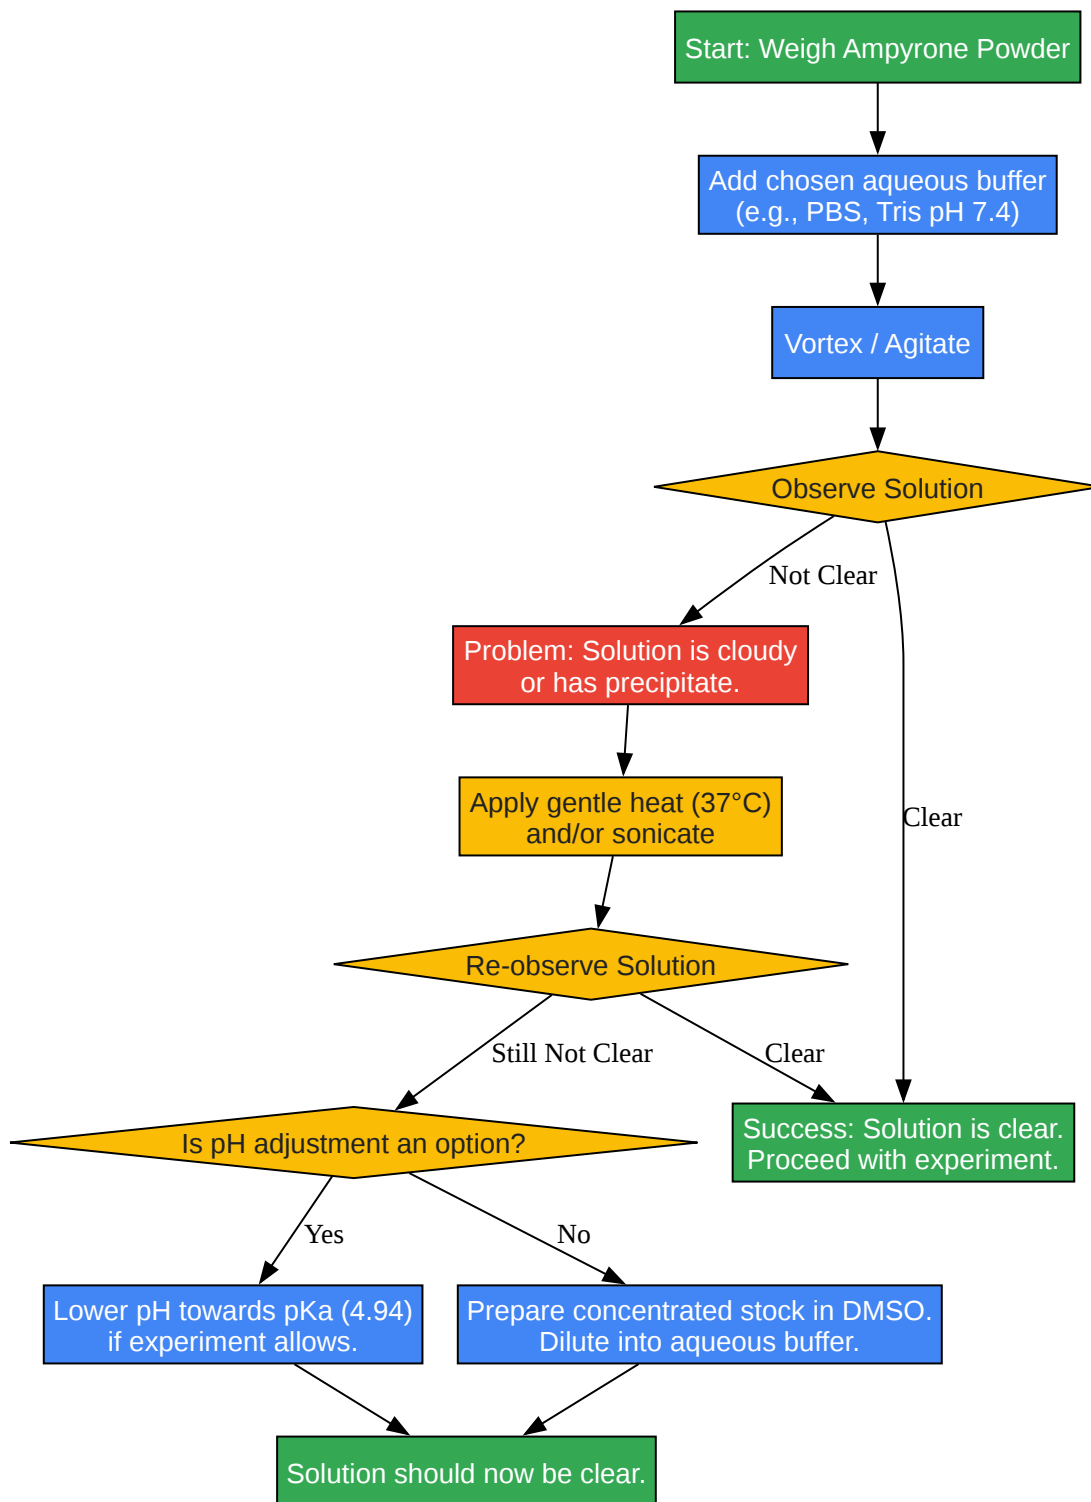 Start: Weigh Ampyrone Powder
Add chosen aqueous buffer
(e.g., PBS, Tris pH 7.4)
Vortex / Agitate
Observe Solution
Not Clear
Problem: Solution is cloudy
or has precipitate.
Apply gentle heat (37°C)
and/or sonicate
Clear
Re-observe Solution
Still Not Clear
Clear
Is pH adjustment an option?
Success: Solution is clear.
Proceed with experiment.
Yes
No
Lower pH towards pKa (4.94)
if experiment allows.
Prepare concentrated stock in DMSO.
Dilute into aqueous buffer.
Solution should now be clear.